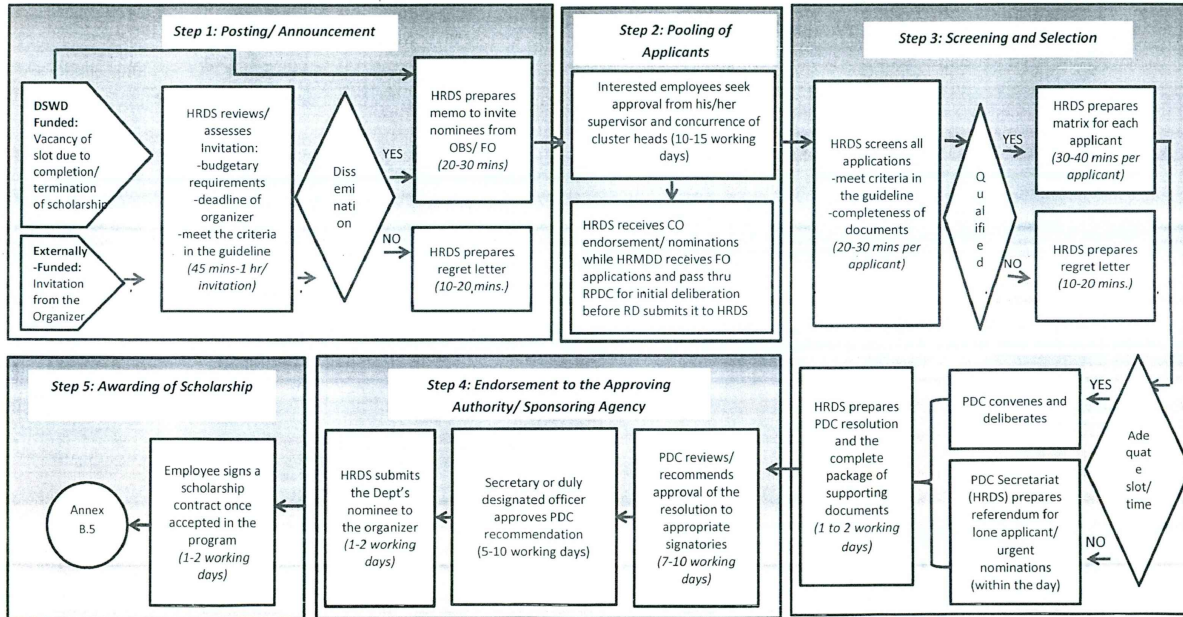 Step 1: Posting/ Announcement
DSWD
Funded:
Vacancy of
slot due to
completion/
termination
of scholarship
Externally
-Funded:
Invitation
from the
Organizer
HRDS reviews/
assesses
Invitation:
-budgetary
requirements
-deadline of
organizer
-meet the criteria
in the guideline
(45 mins-1 hr/
invitation)
Diss
emi
nati
on
YES
NO
HRDS prepares
memo to invite
nominees from
OBS/ FO
(20-30 mins)
HRDS prepares
regret letter
(10-20 mins.)
Step 2: Pooling of
Applicants
Interested employees seek
approval from his/her
supervisor and concurrence of
cluster heads (10-15 working
days)
HRDS receives CO
endorsement/ nominations
while HRMDD receives FO
applications and pass thru
RPDC for initial deliberation
before RD submits it to HRDS
Step 3: Screening and Selection
HRDS screens all
applications
-meet criteria in
the guideline
-completeness of
documents
(20-30 mins per
applicant)
Q
u
alif
ie
d
YES
NO
HRDS prepares
matrix for each
applicant
(30-40 mins per
applicant)
HRDS prepares
regret letter
(10-20 mins.)
Ade
quat
e
slot/
time
YES
NO
PDC convenes and
deliberates
PDC Secretariat
(HRDS) prepares
referendum for
lone applicant/
urgent
nominations
(within the day)
HRDS prepares
PDC resolution
and the
complete
package of
supporting
documents
(1 to 2 working
days)
Step 4: Endorsement to the Approving
Authority/ Sponsoring Agency
PDC reviews/
recommends
approval of the
resolution to
appropriate
signatories
(7-10 working
days)
Secretary or duly
designated officer
approves PDC
recommendation
(5-10 working days)
HRDS submits
the Dept's
nominee to
the organizer
(1-2 working
days)
Step 5: Awarding of Scholarship
Employee signs a
scholarship
contract once
accepted in the
program
(1-2 working
days)
Annex
B.5